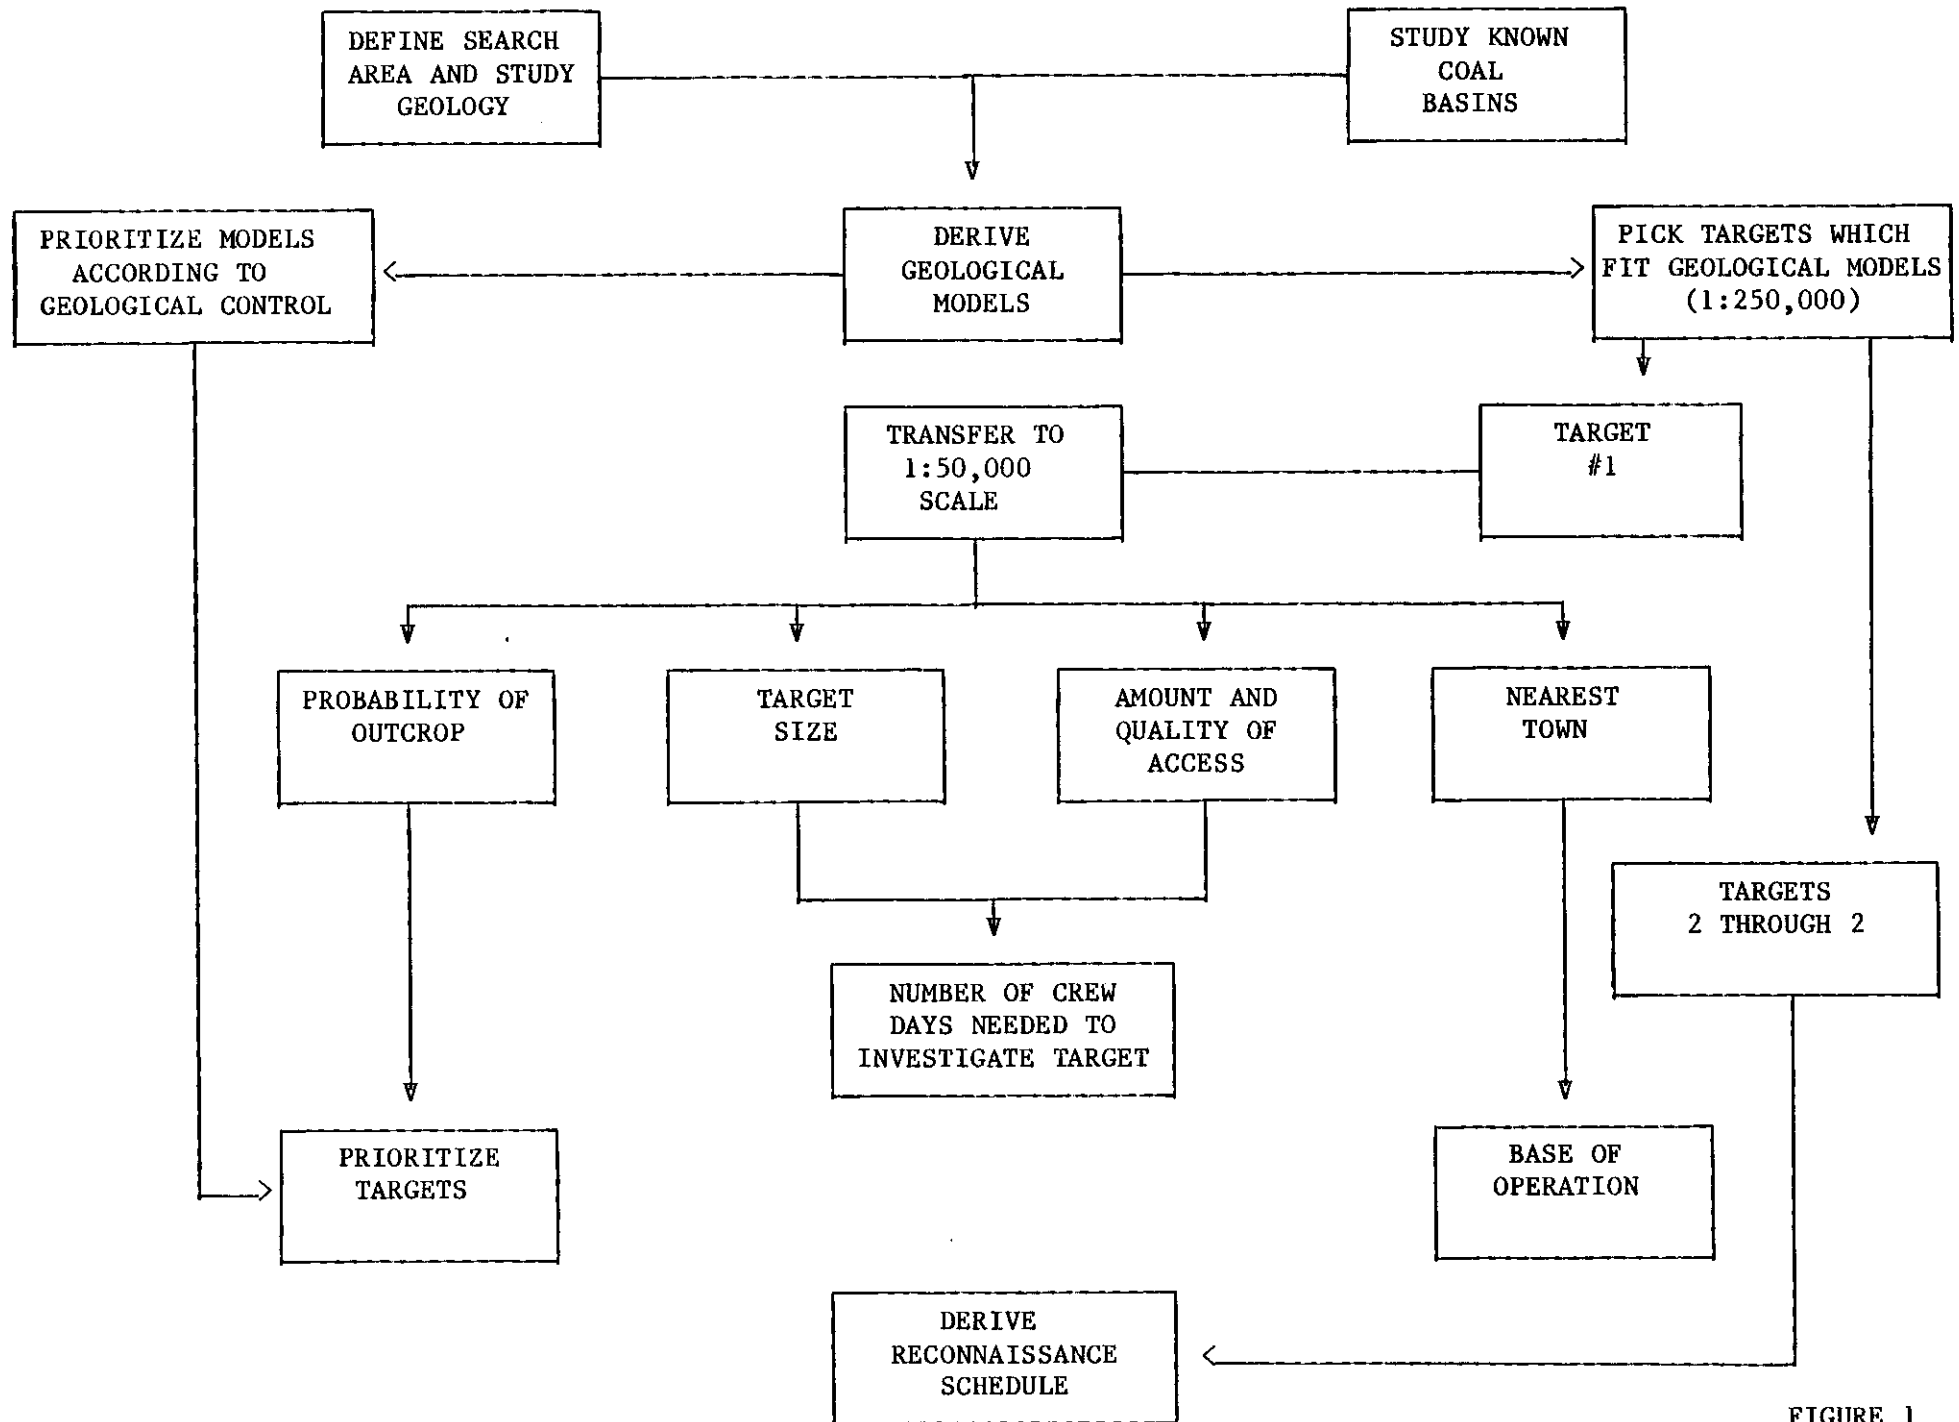 DEFINE SEARCH
AREA AND STUDY
GEOLOGY
STUDY KNOWN
COAL
BASINS
PRIORITIZE MODELS
ACCORDING TO
GEOLOGICAL CONTROL
DERIVE
GEOLOGICAL
MODELS
PICK TARGETS WHICH
FIT GEOLOGICAL MODELS
(1:250,000)
TRANSFER TO
1:50,000
SCALE
TARGET
#1
PROBABILITY OF
OUTCROP
TARGET
SIZE
AMOUNT AND
QUALITY OF
ACCESS
NEAREST
TOWN
TARGETS
2 THROUGH 2
NUMBER OF CREW
DAYS NEEDED TO
INVESTIGATE TARGET
PRIORITIZE
TARGETS
BASE OF
OPERATION
DERIVE
RECONNAISSANCE
SCHEDULE
FIGURE 1